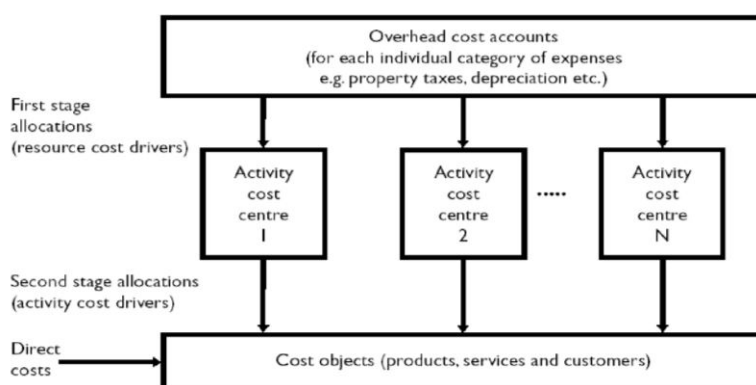 Overhead cost accounts
(for each individual category of expenses
e.g. property taxes, depreciation etc.)
First stage
allocations
(resource cost drivers)
Activity
cost
centre
1
Activity
cost
centre
2
.....
Activity
cost
centre
N
Second stage allocations
(activity cost drivers)
Direct
costs
Cost objects (products, services and customers)